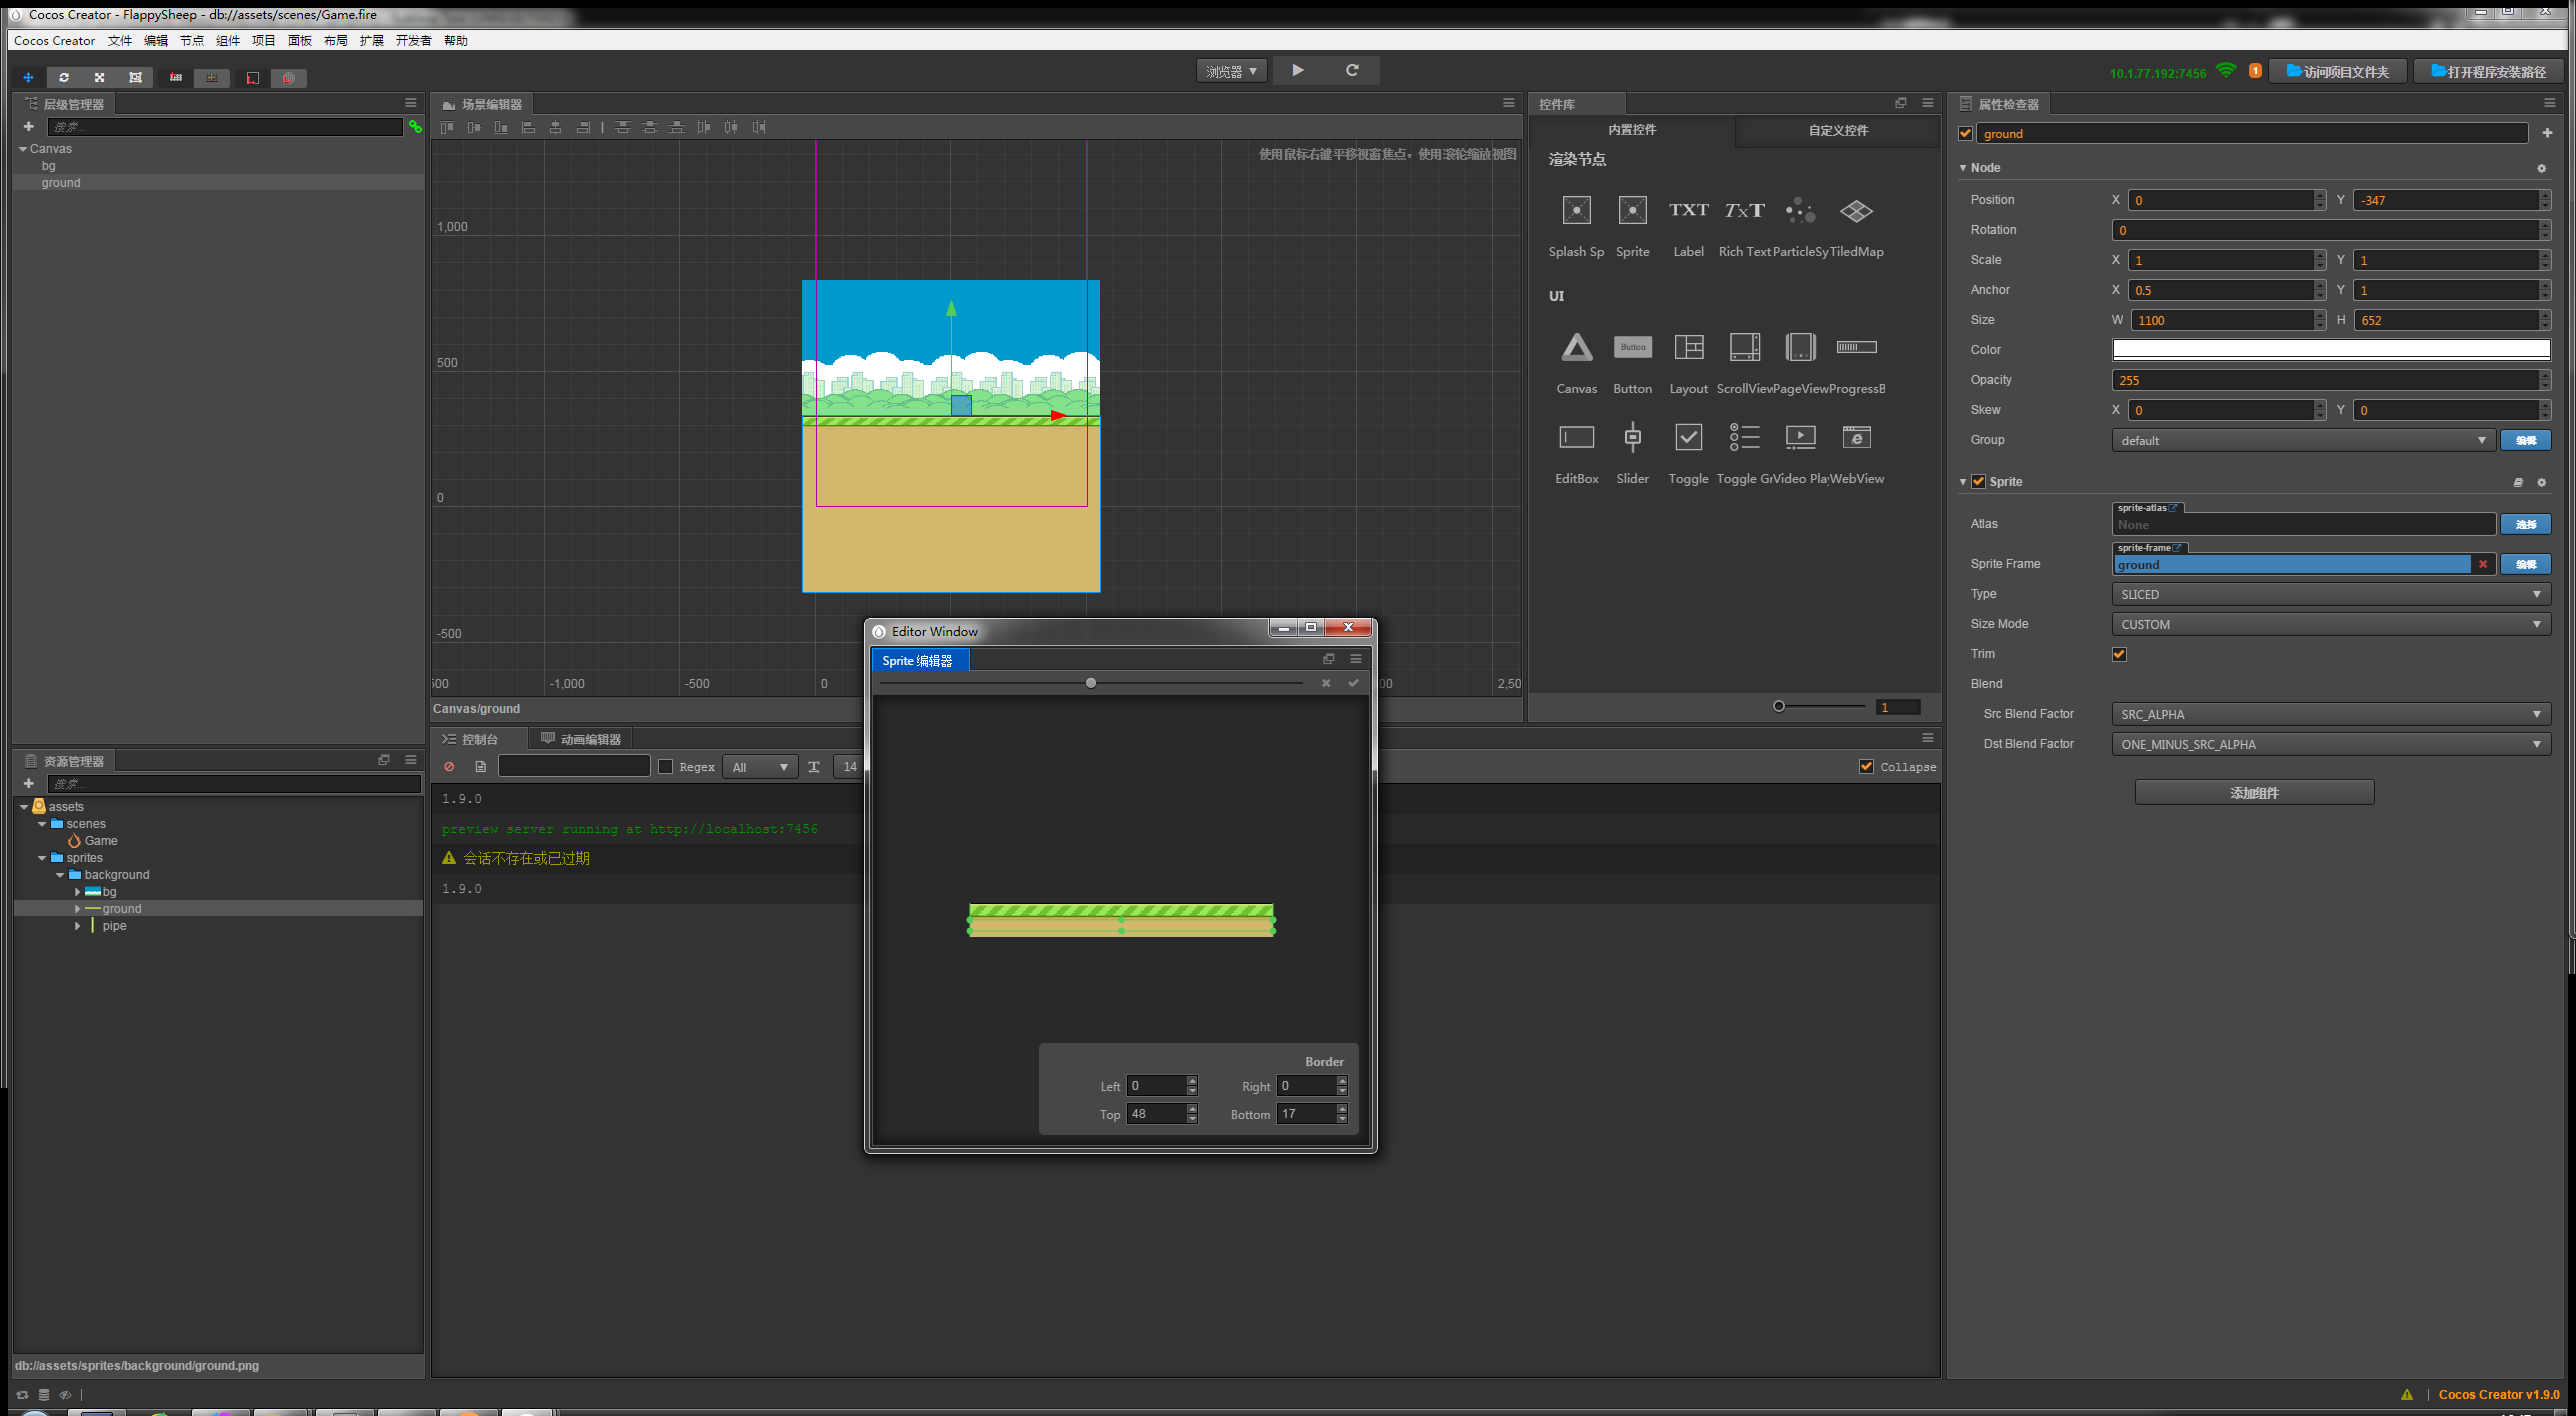 Cocos Creator - FlappySheep - db://assets/scenes/Game.fire
Cocos Creator 文件 编辑 节点 组件 项目 面板 布局 扩展 开发者 帮助
浏览器
10.1.77.192:7456
1
访问项目文件夹
打开程序安装路径
层级管理器
搜索...
Canvas
bg
ground
场景编辑器
使用鼠标右键平移视窗焦点，使用滚轮缩放视图
1,000
500
0
-500
-1,000
-500
0
2,50
Canvas/ground
控件库
内置控件
自定义控件
渲染节点
Splash Sp
Sprite
TXT
Label
TxT
Rich Text
ParticleSy
TiledMap
UI
Canvas
Button
Button
Layout
ScrollView
PageView
ProgressB
EditBox
Slider
Toggle
Toggle Gr
Video Pla
WebView
1
属性检查器
ground
Node
Position X 0 Y -347
Rotation 0
Scale X 1 Y 1
Anchor X 0.5 Y 1
Size W 1100 H 652
Color
Opacity 255
Skew X 0 Y 0
Group default 编辑
Sprite
Atlas sprite-atlas None 选择
Sprite Frame sprite-frame ground 编辑
Type SLICED
Size Mode CUSTOM
Trim
Blend
Src Blend Factor SRC_ALPHA
Dst Blend Factor ONE_MINUS_SRC_ALPHA
添加组件
资源管理器
搜索...
assets
scenes
Game
sprites
background
bg
ground
pipe
db://assets/sprites/background/ground.png
控制台
动画编辑器
Regex
All
14
Collapse
1.9.0
preview server running at http://localhost:7456
会话不存在或已过期
1.9.0
Editor Window
Sprite 编辑器
Border
Left 0 Right 0
Top 48 Bottom 17
Cocos Creator v1.9.0